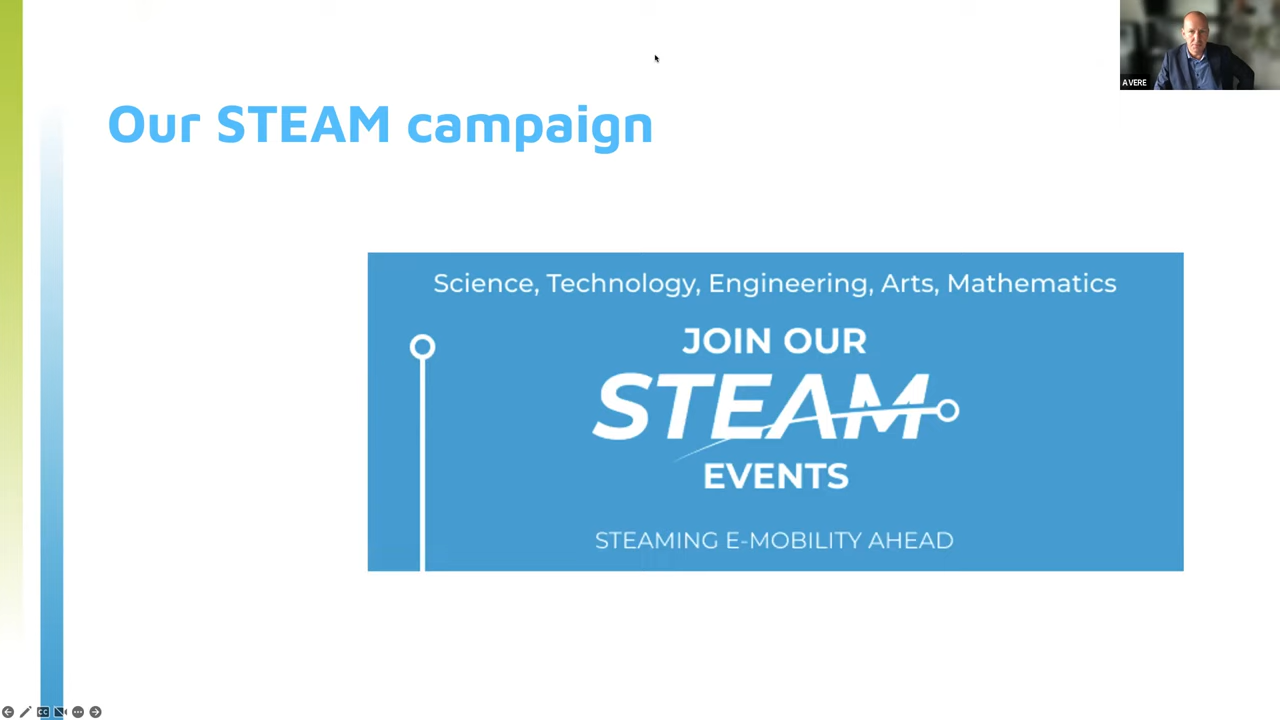 AVERE
Our STEAM campaign
Science, Technology, Engineering, Arts, Mathematics
JOIN OUR
STEAM
EVENTS
STEAMING E-MOBILITY AHEAD